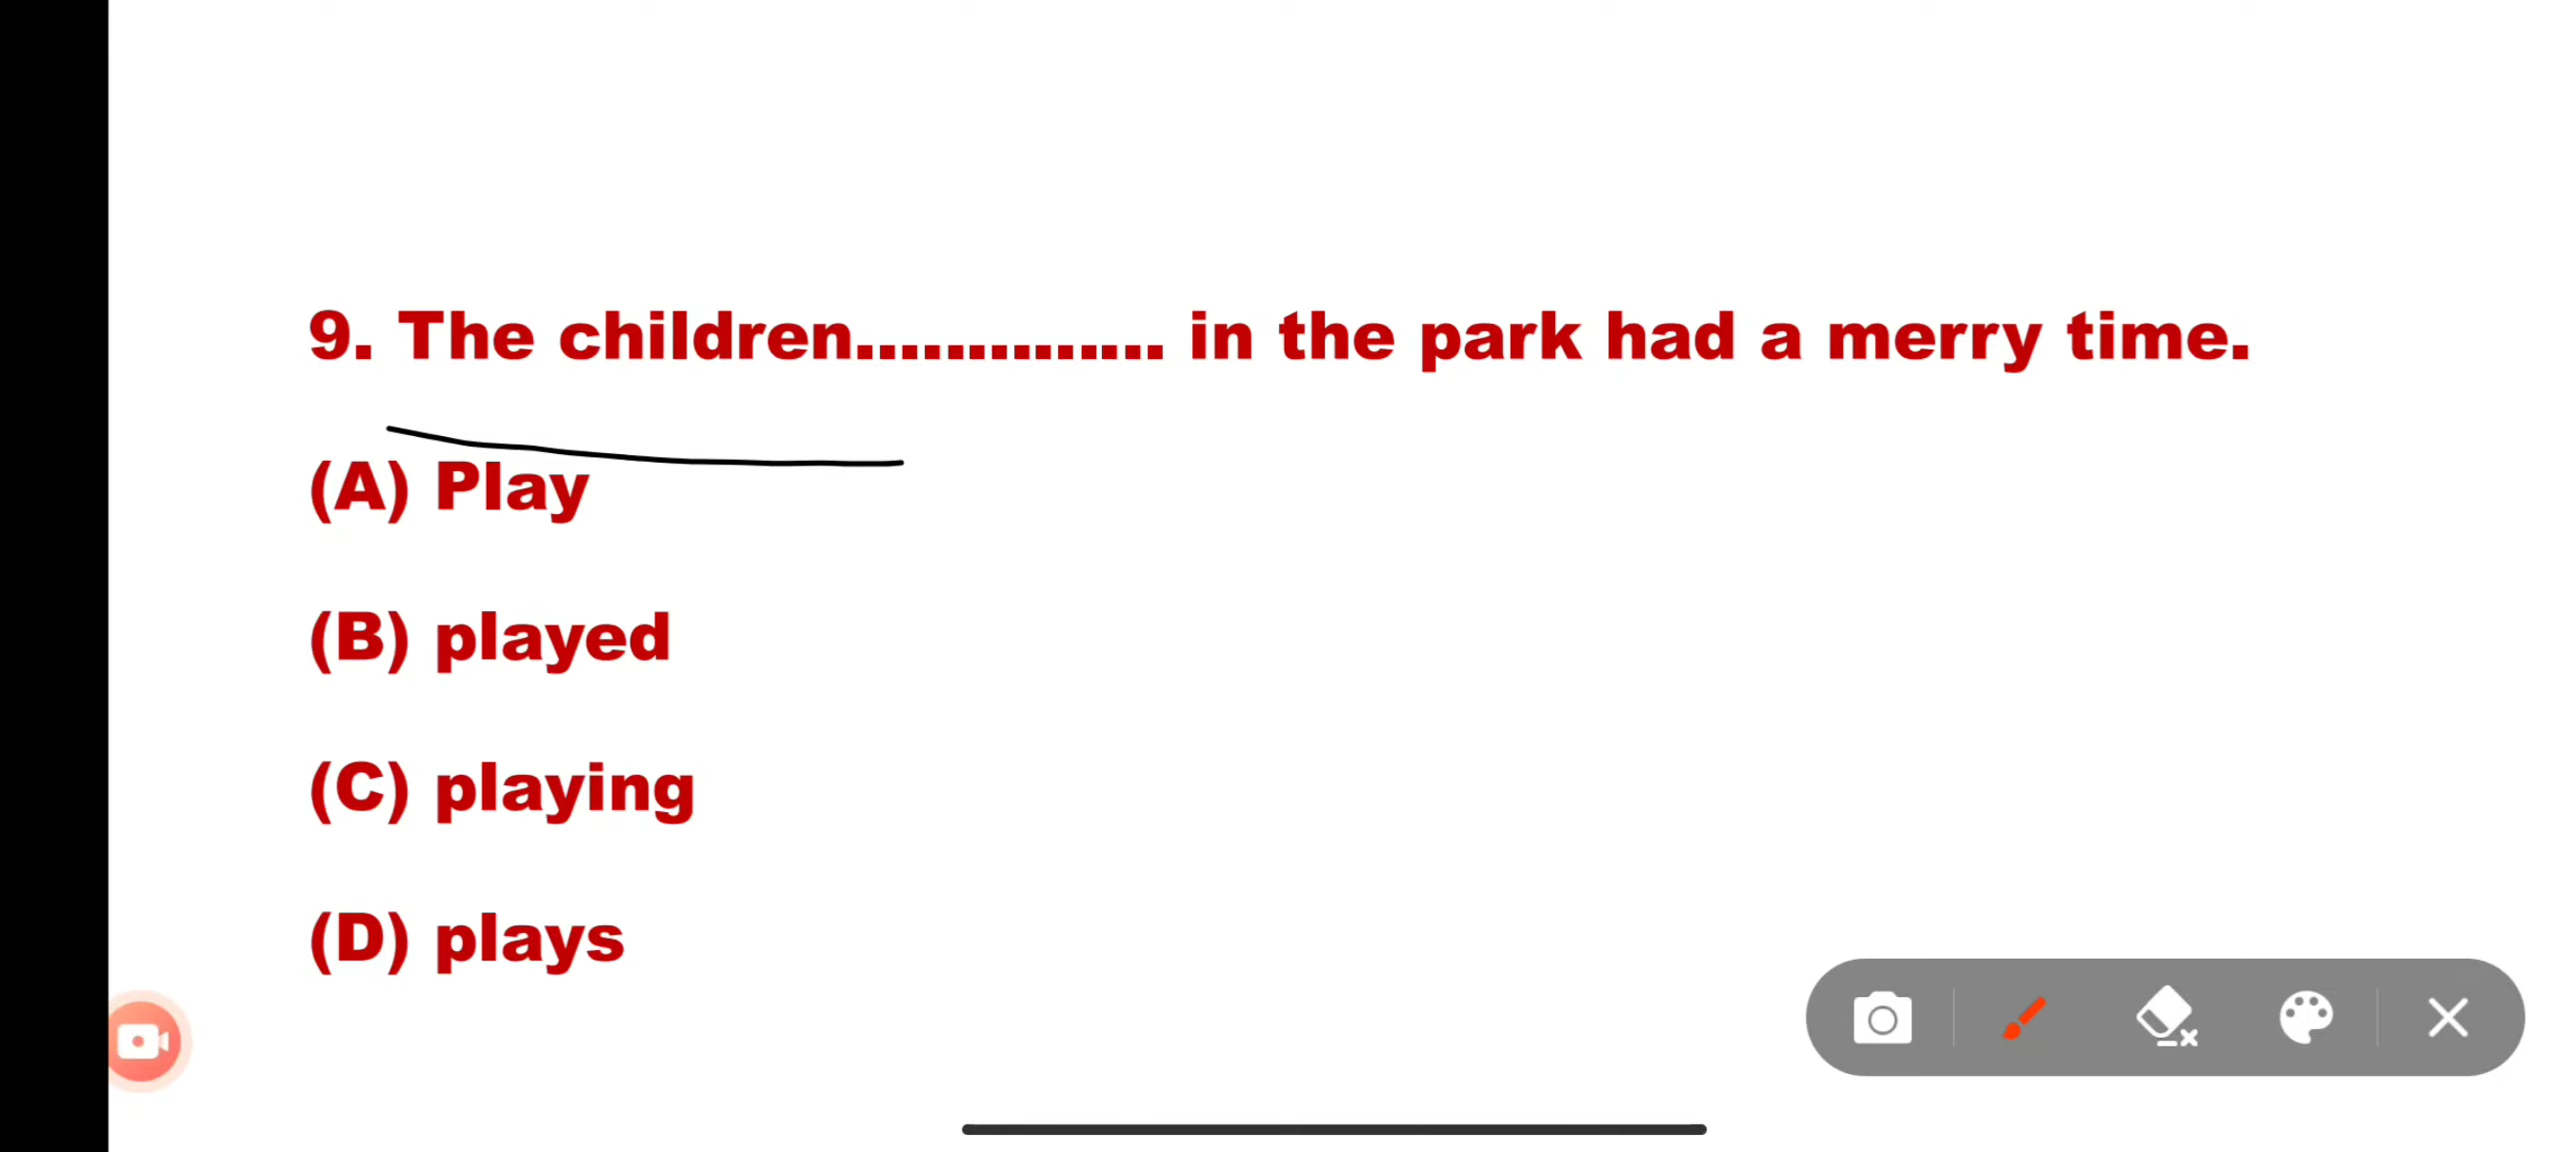 9. The children.............. in the park had a merry time.
(A) Play
(B) played
(C) playing
(D) plays